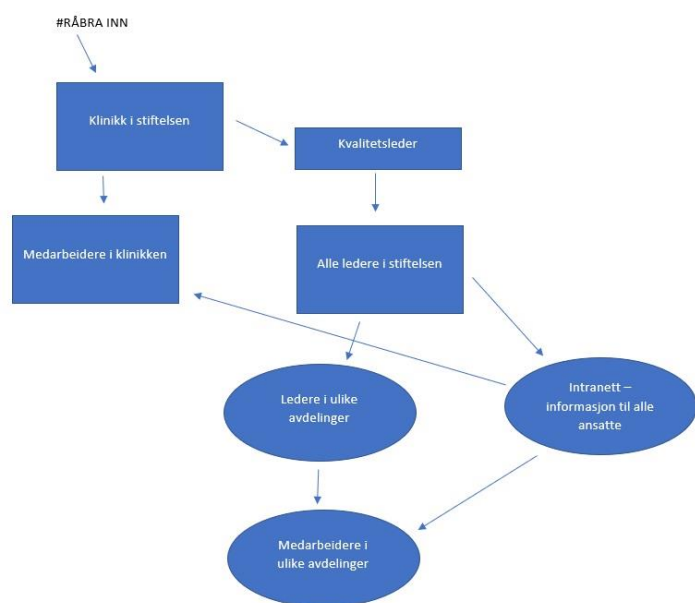 #RÅBRA INN
Klinikk i stiftelsen
Kvalitetsleder
Medarbeidere i klinikken
Alle ledere i stiftelsen
Ledere i ulike
avdelinger
Intranett –
informasjon til alle
ansatte
Medarbeidere i
ulike avdelinger